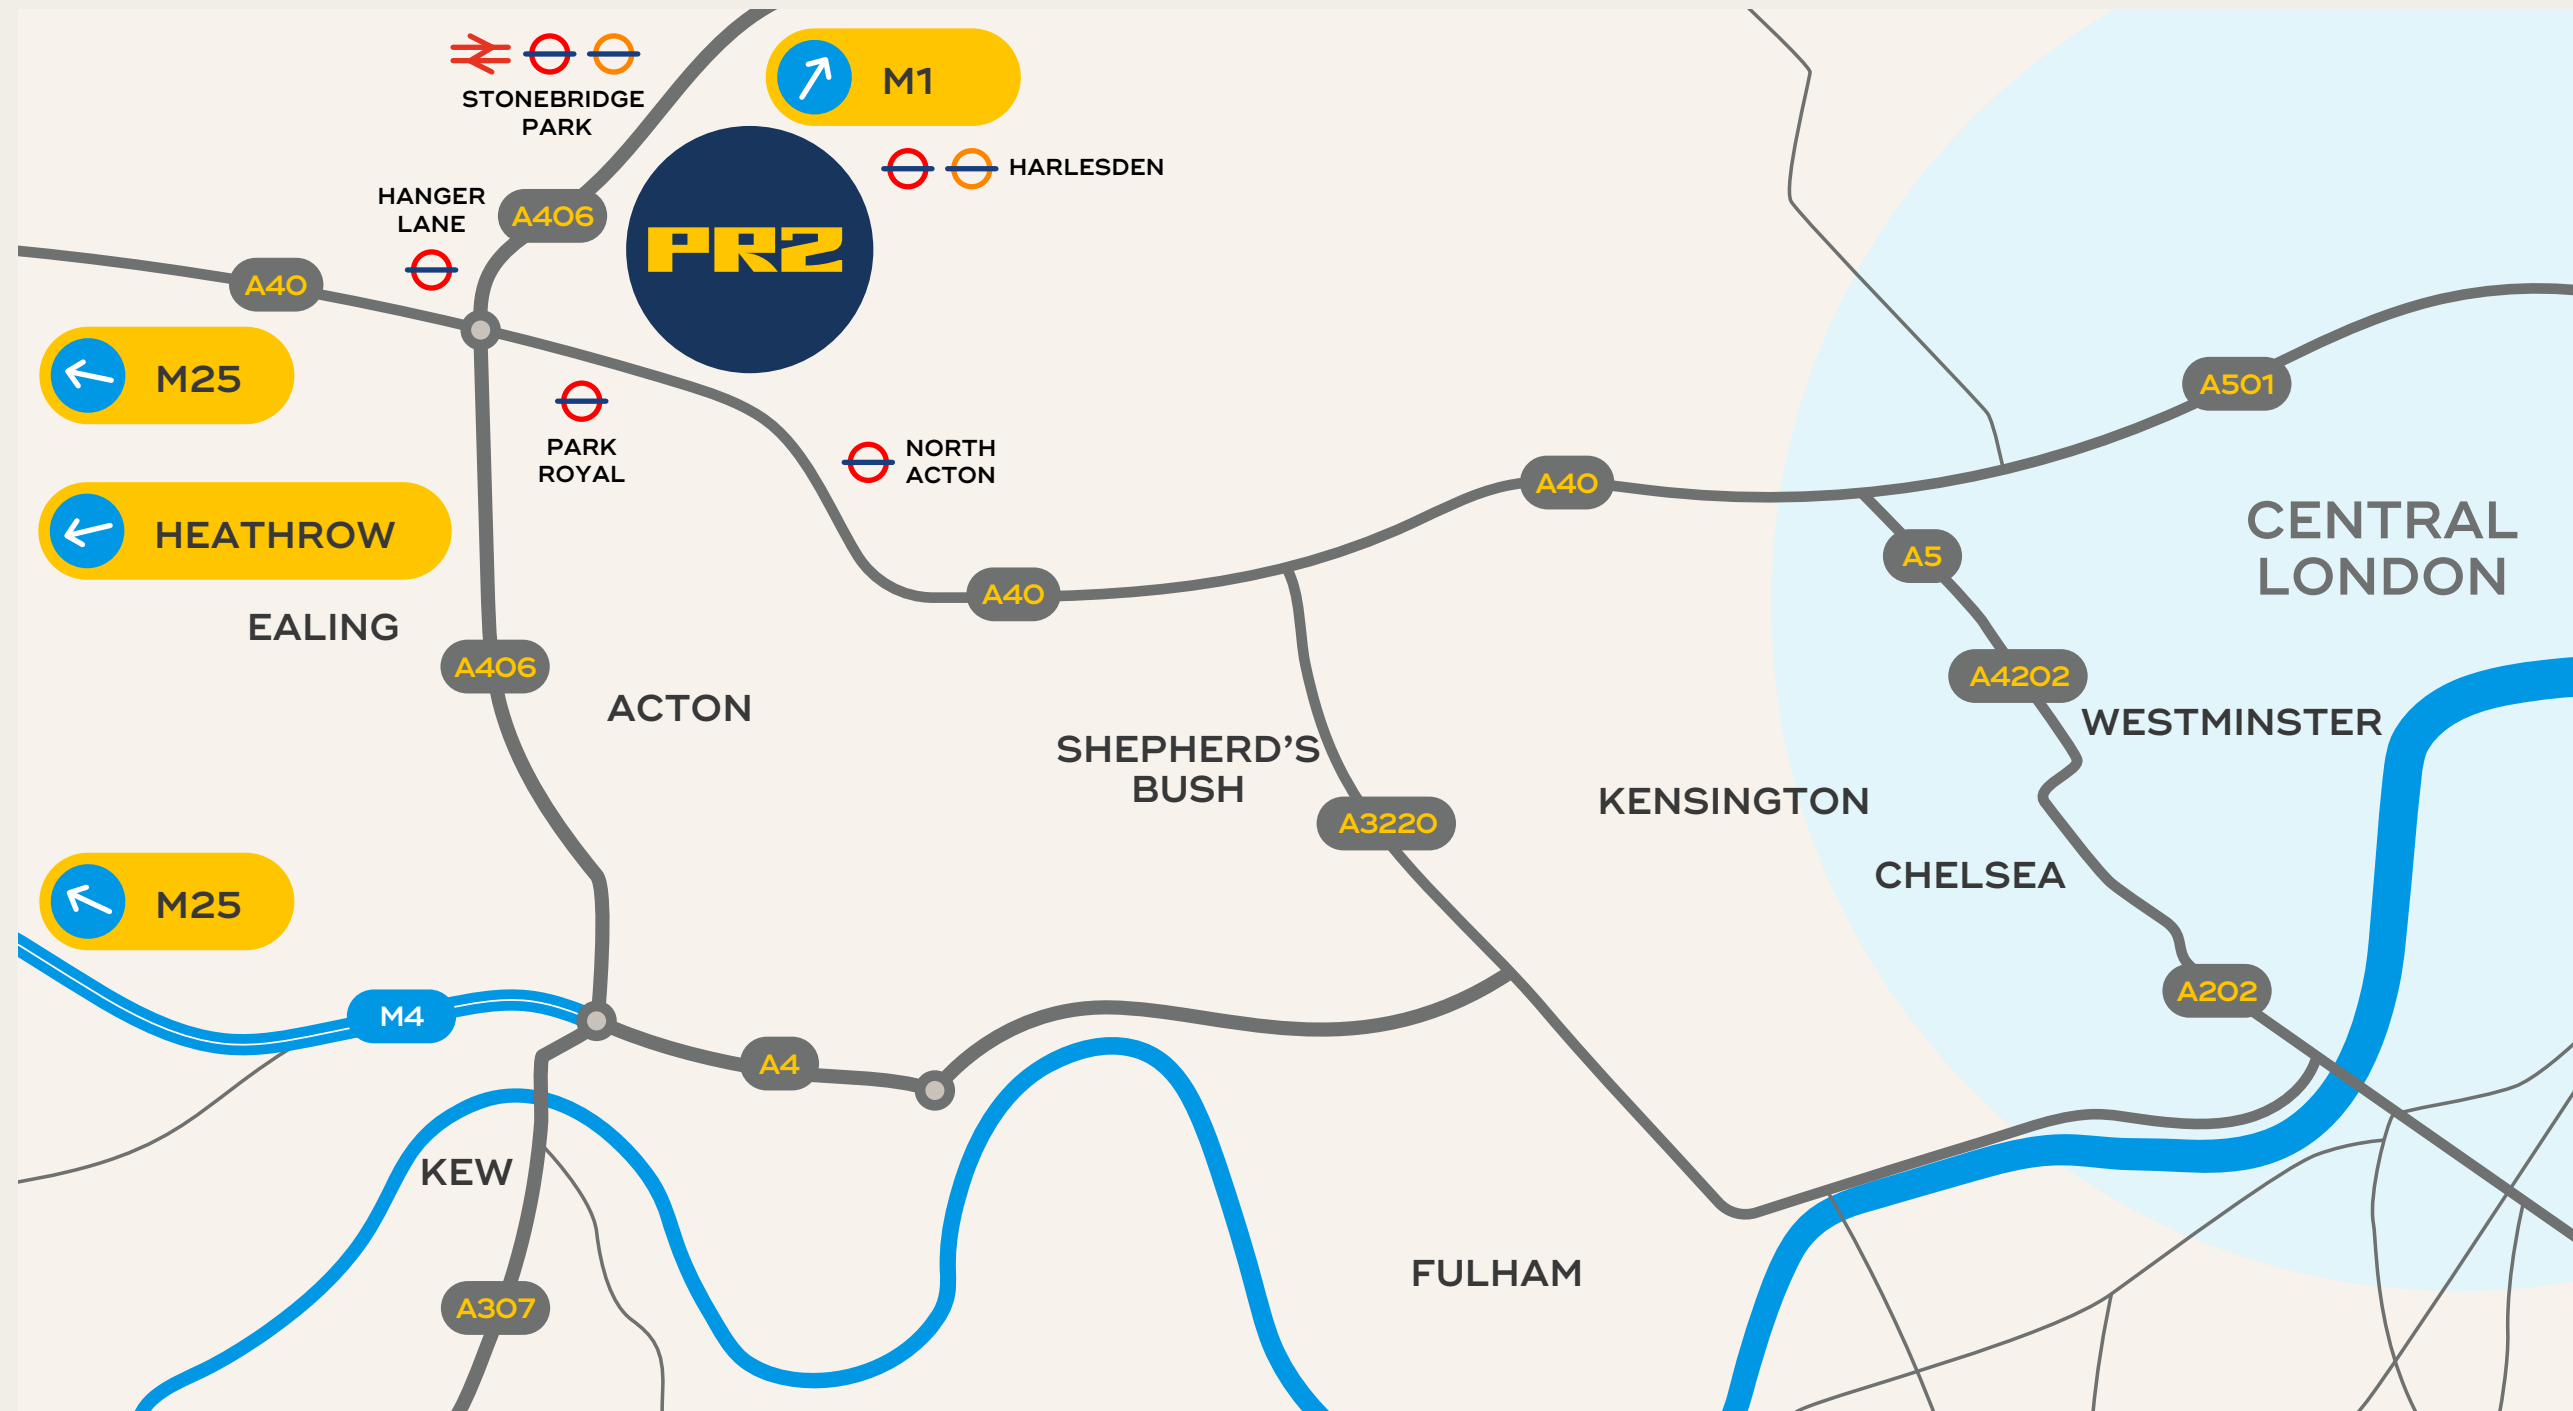 STONEBRIDGE
PARK
M1
HARLESDEN
HANGER
LANE
A406
PR2
A40
M25
PARK
ROYAL
NORTH
ACTON
A501
A40
HEATHROW
A40
A5
CENTRAL
LONDON
EALING
A406
ACTON
A4202
WESTMINSTER
SHEPHERD'S
BUSH
KENSINGTON
A3220
CHELSEA
M25
A202
M4
A4
KEW
FULHAM
A307